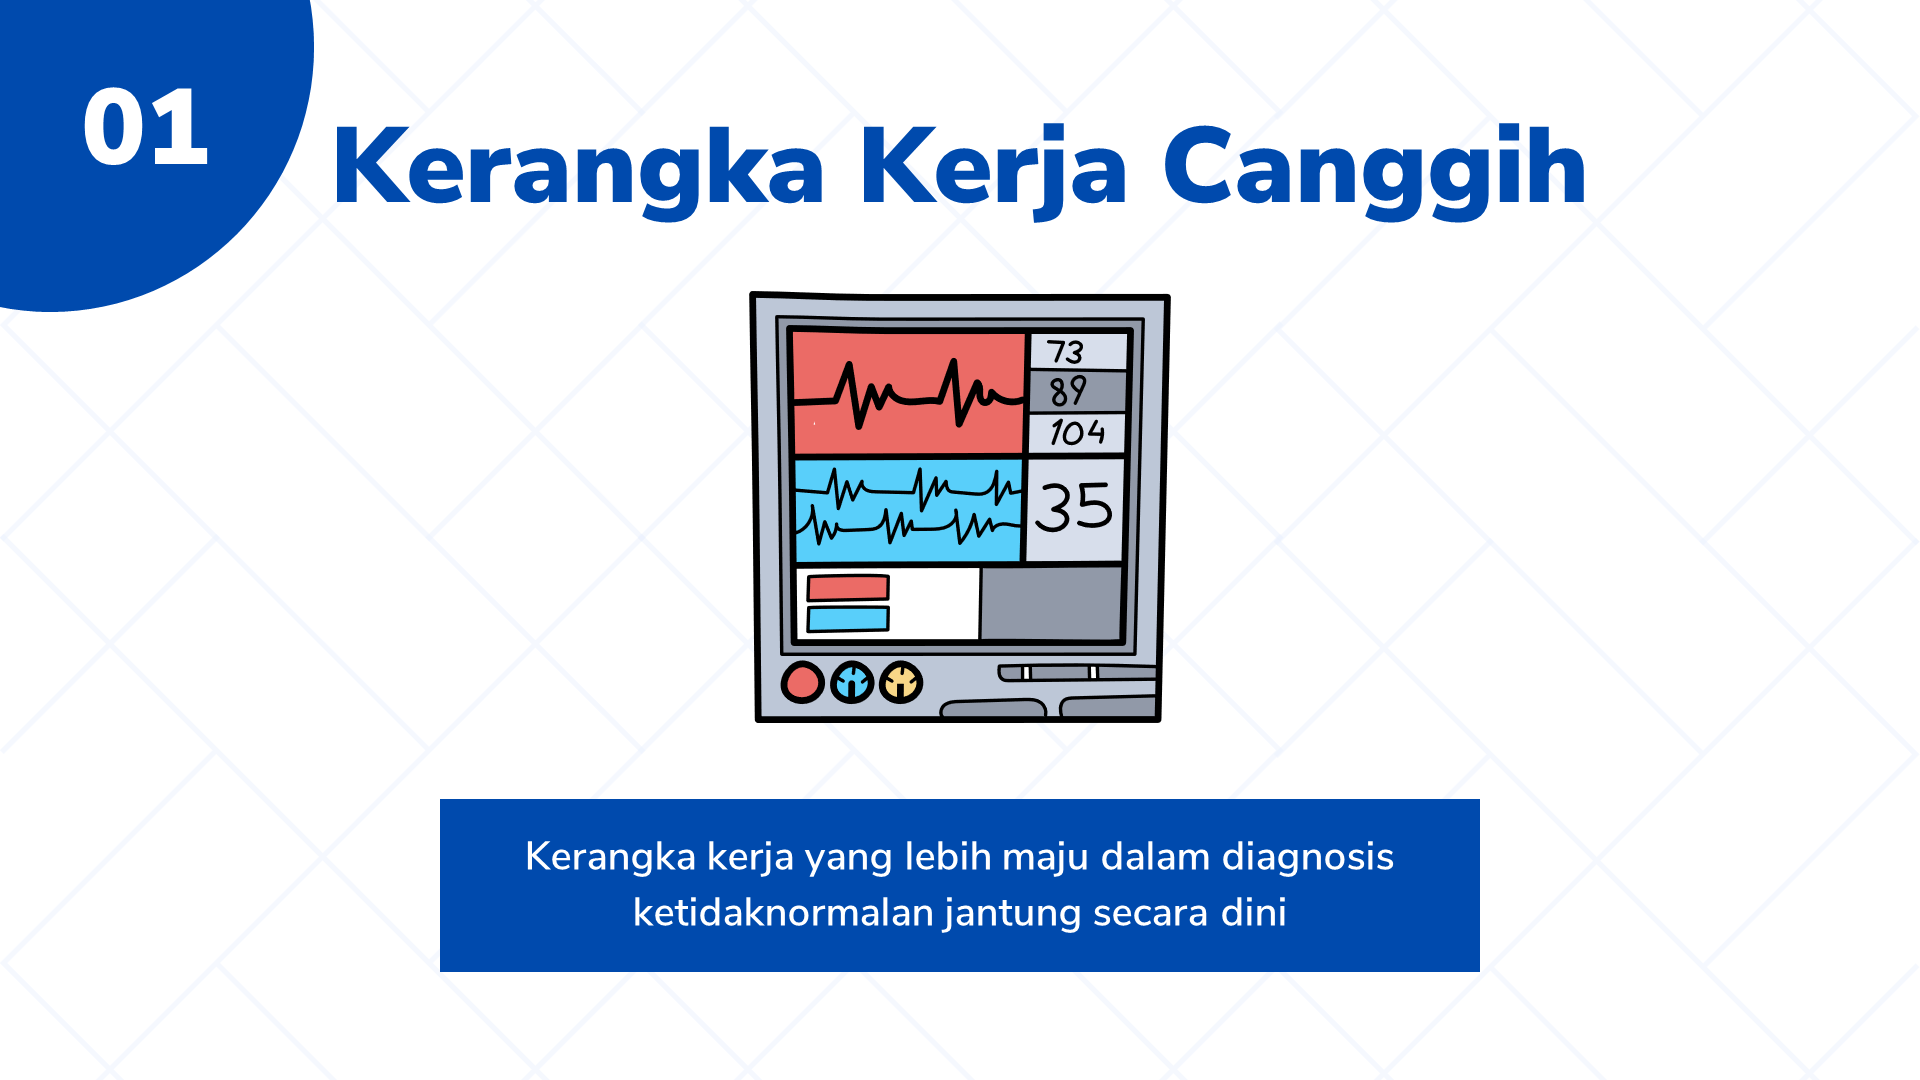 01
Kerangka Kerja Canggih
73
89
104
35
Kerangka kerja yang lebih maju dalam diagnosis
ketidaknormalan jantung secara dini